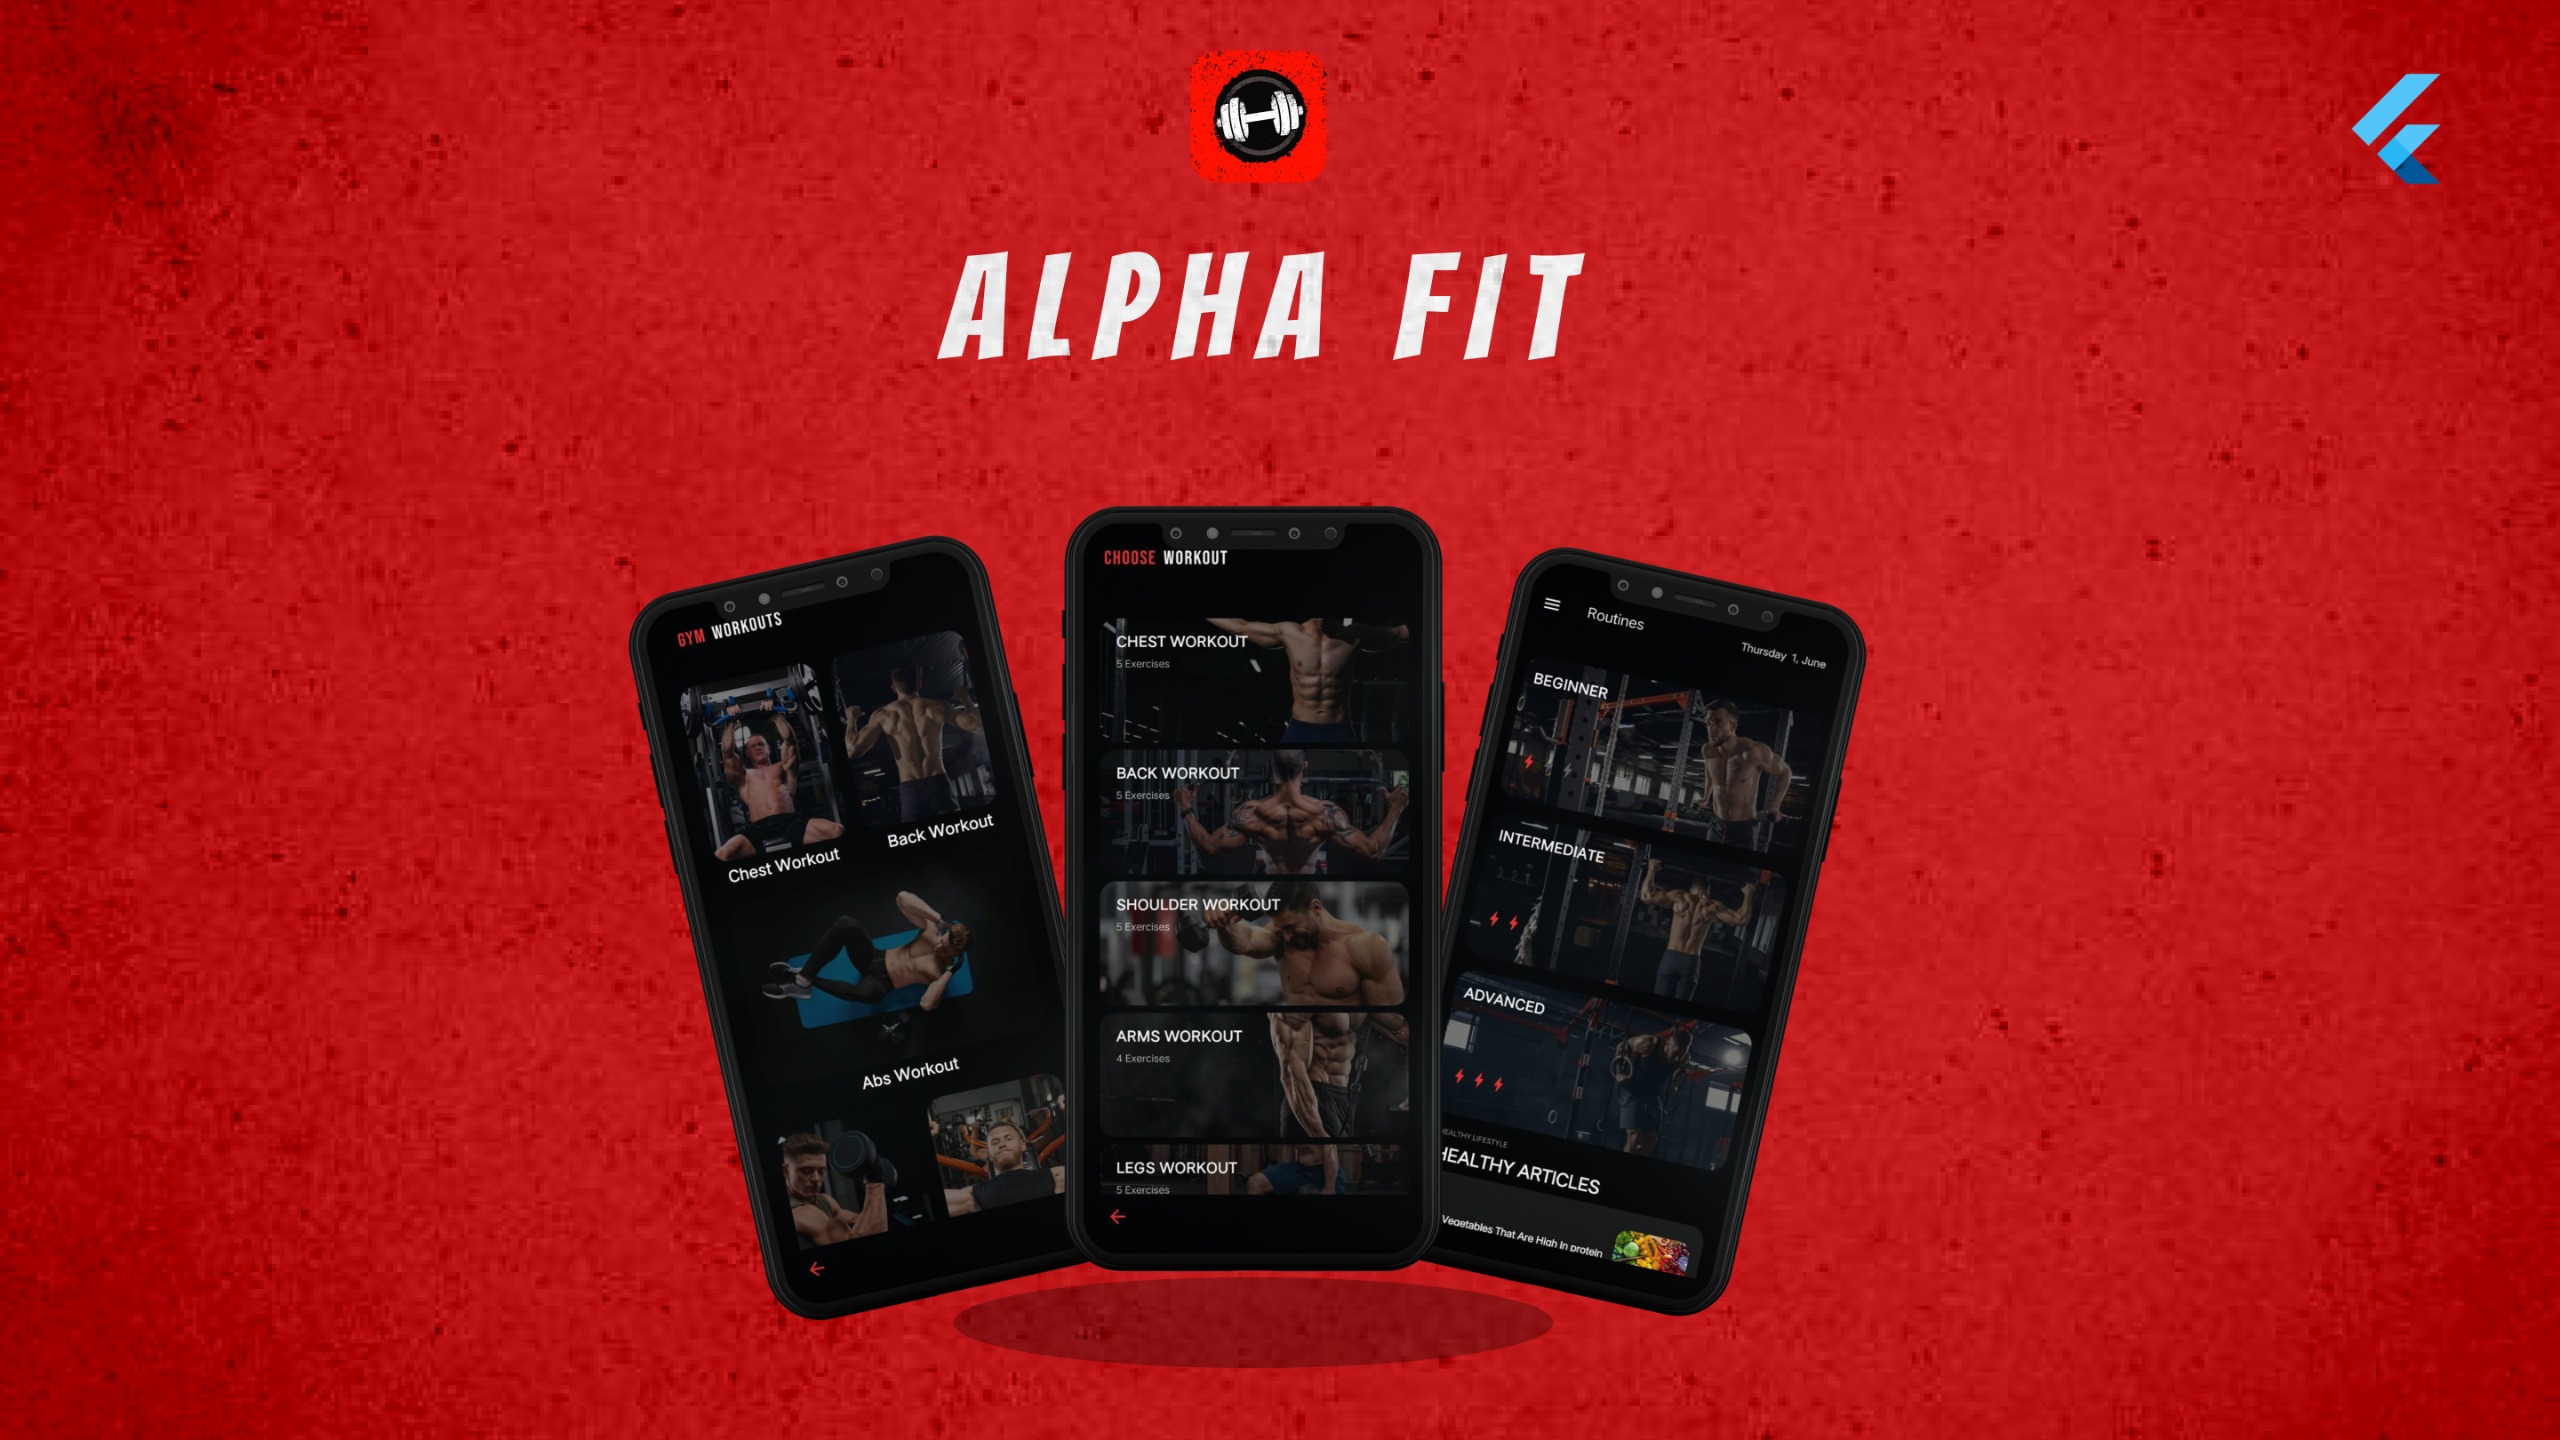 ALPHA FIT
GYM WORKOUTS
Chest Workout
Back Workout
Abs Workout
CHOOSE WORKOUT
CHEST WORKOUT
5 Exercises
BACK WORKOUT
5 Exercises
SHOULDER WORKOUT
5 Exercises
ARMS WORKOUT
4 Exercises
LEGS WORKOUT
5 Exercises
Routines
Thursday 1, June
BEGINNER
INTERMEDIATE
ADVANCED
HEALTHY LIFESTYLE
HEALTHY ARTICLES
Vegetables That Are High In protein